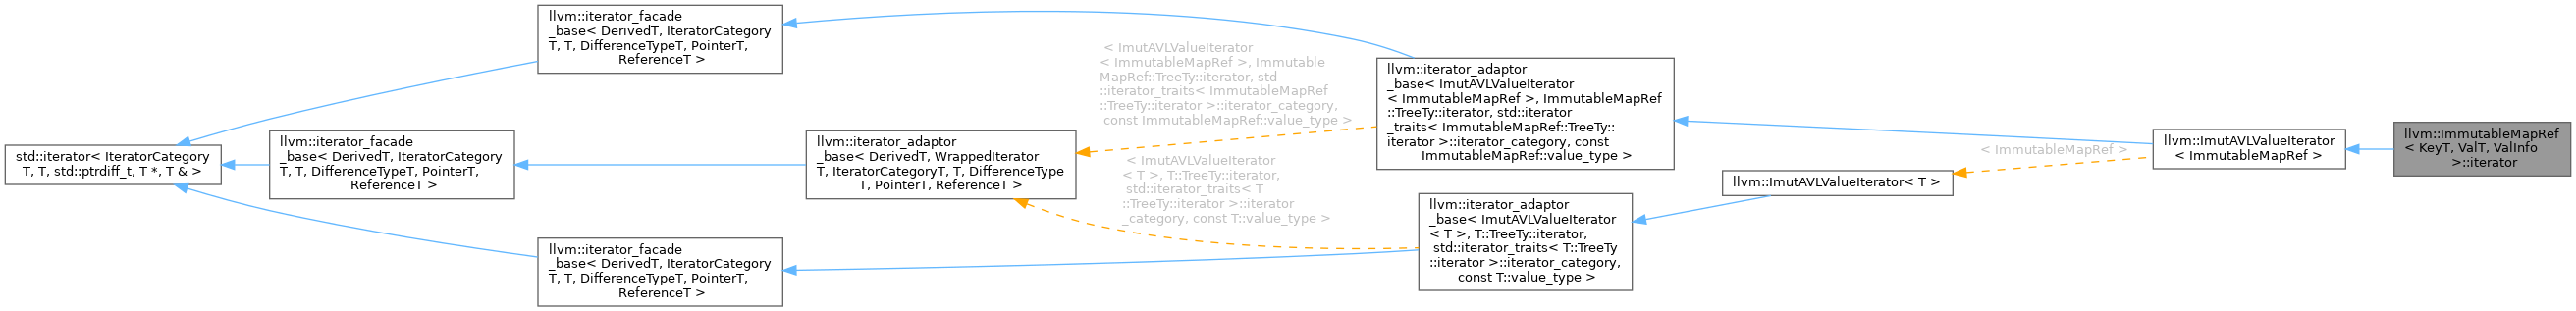 std::iterator< IteratorCategory
T, T, std::ptrdiff_t, T *, T & >
llvm::iterator_facade
_base< DerivedT, IteratorCategory
T, T, DifferenceTypeT, PointerT,
ReferenceT >
llvm::iterator_facade
_base< DerivedT, IteratorCategory
T, T, DifferenceTypeT, PointerT,
ReferenceT >
llvm::iterator_facade
_base< DerivedT, IteratorCategory
T, T, DifferenceTypeT, PointerT,
ReferenceT >
llvm::iterator_adaptor
_base< DerivedT, WrappedIterator
T, IteratorCategoryT, T, DifferenceType
T, PointerT, ReferenceT >
< ImutAVLValueIterator
< ImmutableMapRef >, Immutable
MapRef::TreeTy::iterator, std
::iterator_traits< ImmutableMapRef
::TreeTy::iterator >::iterator_category,
const ImmutableMapRef::value_type >
< ImutAVLValueIterator
< T >, T::TreeTy::iterator,
std::iterator_traits< T
::TreeTy::iterator >::iterator
_category, const T::value_type >
llvm::iterator_adaptor
_base< ImutAVLValueIterator
< ImmutableMapRef >, ImmutableMapRef
::TreeTy::iterator, std::iterator
_traits< ImmutableMapRef::TreeTy::
iterator >::iterator_category, const
ImmutableMapRef::value_type >
llvm::iterator_adaptor
_base< ImutAVLValueIterator
< T >, T::TreeTy::iterator,
std::iterator_traits< T::TreeTy
::iterator >::iterator_category,
const T::value_type >
llvm::ImutAVLValueIterator< T >
< ImmutableMapRef >
llvm::ImutAVLValueIterator
< ImmutableMapRef >
llvm::ImmutableMapRef
< KeyT, ValT, ValInfo
>::iterator